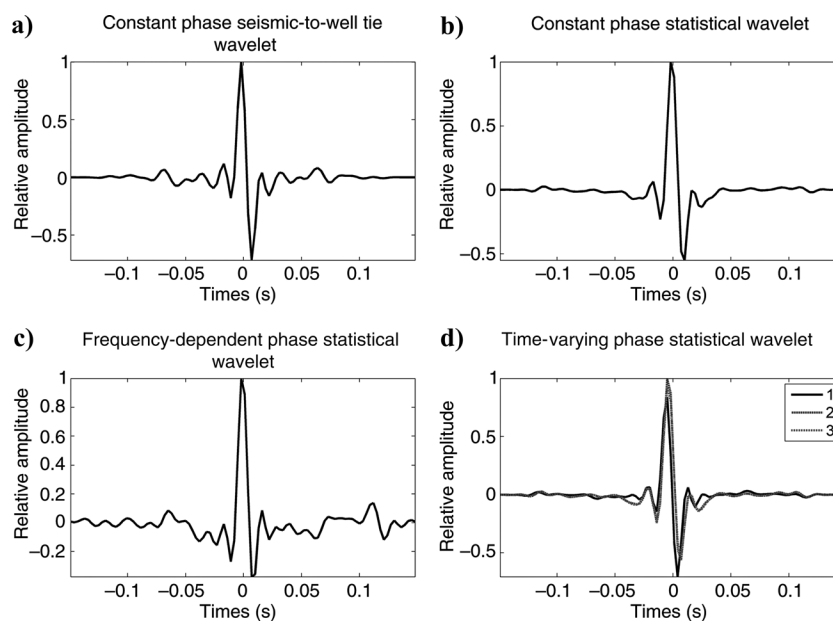 a)
Constant phase seismic-to-well tie
wavelet
Relative amplitude
1
0.5
0
−0.5
−0.1
−0.05
0
0.05
0.1
Times (s)
b)
Constant phase statistical wavelet
Relative amplitude
1
0.5
0
−0.5
−0.1
−0.05
0
0.05
0.1
Times (s)
c)
Frequency-dependent phase statistical
wavelet
Relative amplitude
1
0.8
0.6
0.4
0.2
0
−0.2
−0.1
−0.05
0
0.05
0.1
Times (s)
d)
Time-varying phase statistical wavelet
Relative amplitude
1
0.5
0
−0.5
−0.1
−0.05
0
0.05
0.1
Times (s)
1
2
3